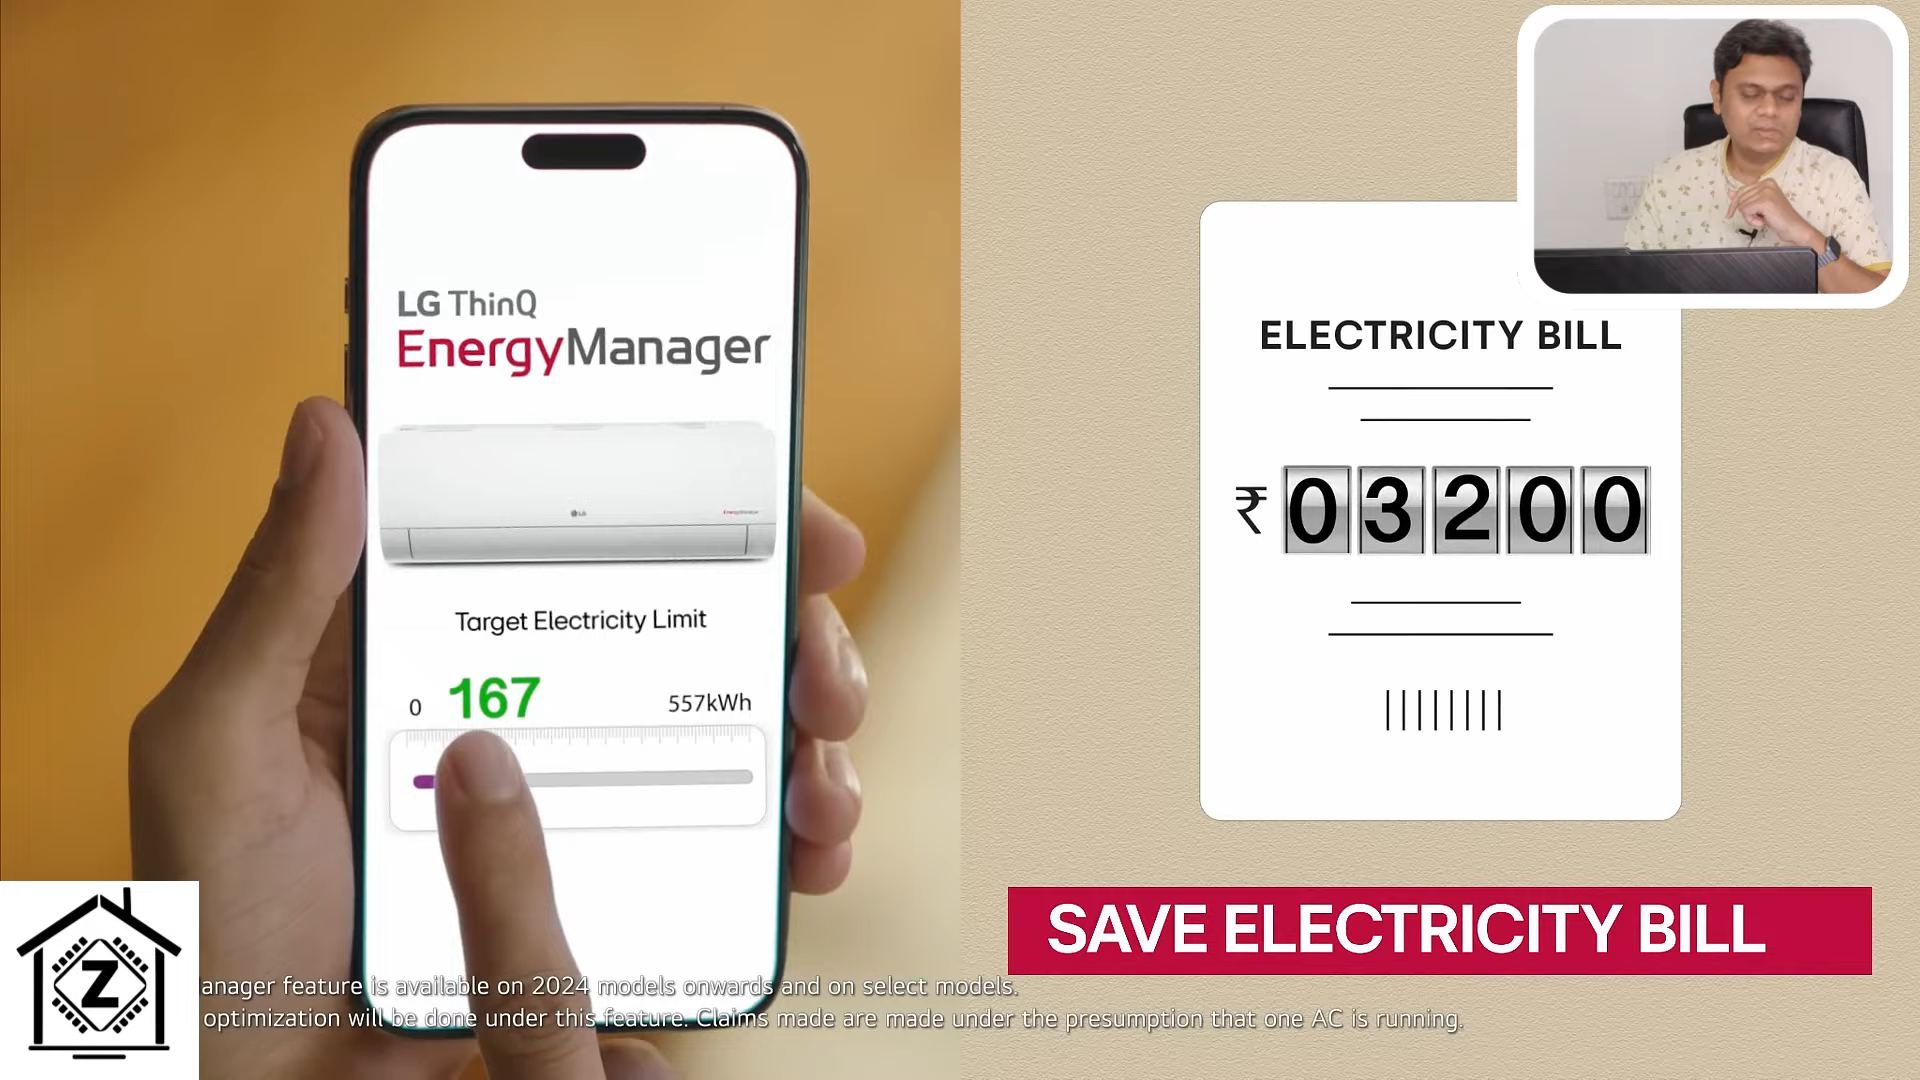 LG ThinQ
EnergyManager
LG
EnergyManager
Target Electricity Limit
0
167
557kWh
ELECTRICITY BILL
₹ 03200
SAVE ELECTRICITY BILL
Z
anager feature is available on 2024 models onwards and on select models.
optimization will be done under this feature. Claims made are made under the presumption that one AC is running.